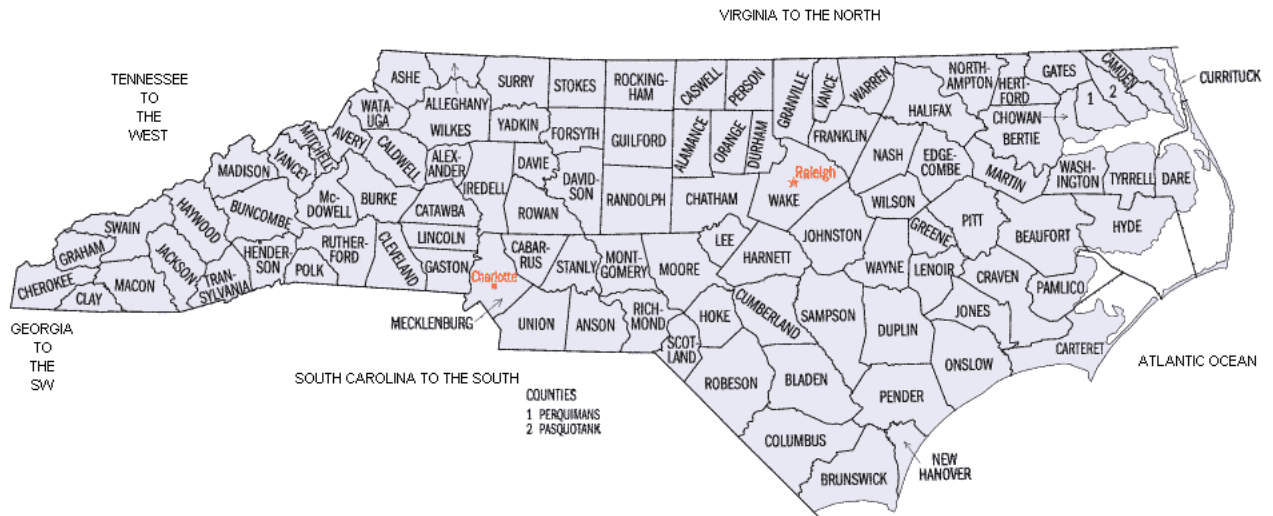 VIRGINIA TO THE NORTH
TENNESSEE
TO
THE
WEST
ASHE
ALLEGHANY
SURRY
STOKES
ROCKING-
HAM
CASWELL
PERSON
GRANVILLE
VANCE
WARREN
NORTH-
AMPTON
HERT-
FORD
GATES
CAMDEN
CURRITUCK
1
2
WATA-
UGA
WILKES
YADKIN
FORSYTH
GUILFORD
ALAMANCE
ORANGE
DURHAM
FRANKLIN
HALIFAX
CHOWAN
BERTIE
MITCHELL
AVERY
CALDWELL
ALEX-
ANDER
IREDELL
DAVIE
DAVID-
SON
RANDOLPH
CHATHAM
WAKE
Raleigh
NASH
EDGE-
COMBE
MARTIN
WASH-
INGTON
TYRRELL
DARE
MADISON
YANCEY
Mc-
DOWELL
BURKE
CATAWBA
ROWAN
WILSON
PITT
BEAUFORT
HYDE
HAYWOOD
BUNCOMBE
LINCOLN
CABAR-
RUS
STANLY
MONT-
GOMERY
MOORE
LEE
HARNETT
JOHNSTON
GREENE
SWAIN
GRAHAM
JACKSON
HENDER-
SON
POLK
RUTHER-
FORD
CLEVELAND
GASTON
Charlotte
WAYNE
LENOIR
CRAVEN
PAMLICO
CHEROKEE
CLAY
MACON
TRAN-
SYLVANIA
MECKLENBURG
UNION
ANSON
RICH-
MOND
SCOT-
LAND
HOKE
CUMBERLAND
SAMPSON
DUPLIN
JONES
CARTERET
GEORGIA
TO
THE
SW
SOUTH CAROLINA TO THE SOUTH
ATLANTIC OCEAN
ROBESON
BLADEN
PENDER
ONSLOW
COUNTIES
1 PERQUIMANS
2 PASQUOTANK
COLUMBUS
BRUNSWICK
NEW
HANOVER